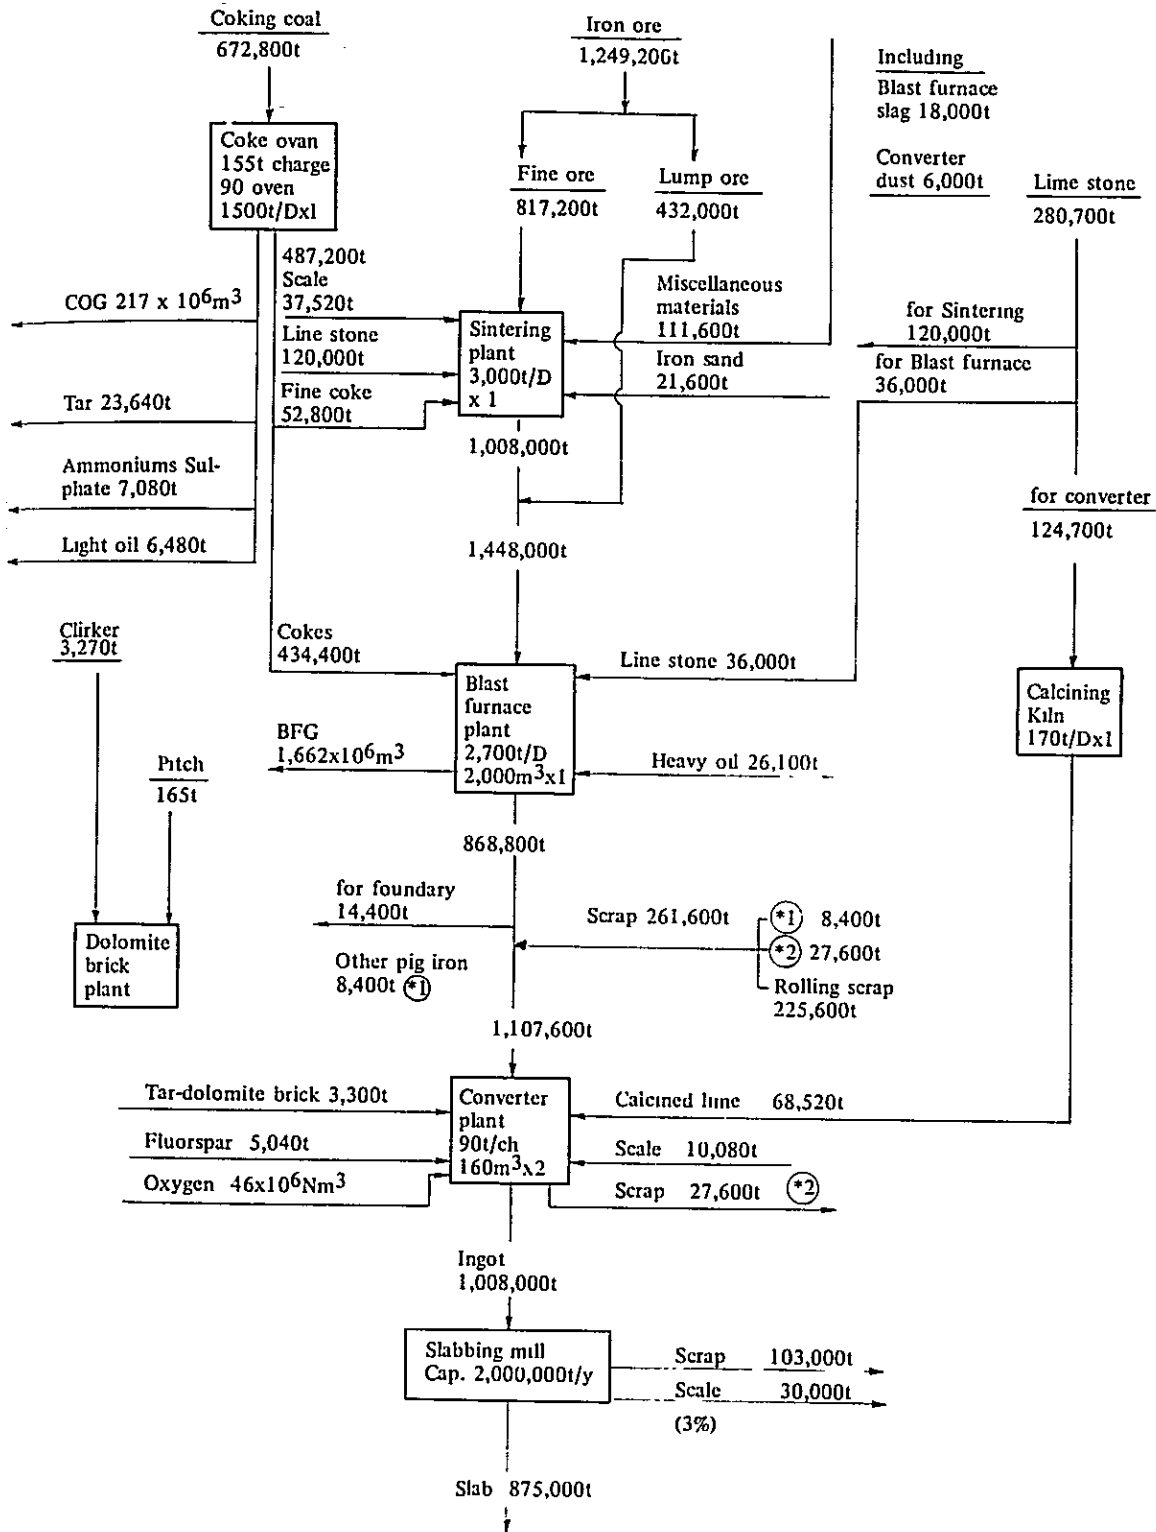 Coking coal
672,800t
Iron ore
1,249,200t
Including
Blast furnace
slag 18,000t
Converter
dust 6,000t
Lime stone
280,700t
Coke ovan
155t charge
90 oven
1500t/Dx1
Fine ore
817,200t
Lump ore
432,000t
487,200t
Scale
37,520t
Line stone
120,000t
Fine coke
52,800t
COG 217 x 10⁶m³
Tar 23,640t
Ammoniums Sul-
phate 7,080t
Light oil 6,480t
Sintering
plant
3,000t/D
x 1
Miscellaneous
materials
111,600t
Iron sand
21,600t
for Sintering
120,000t
for Blast furnace
36,000t
1,008,000t
1,448,000t
for converter
124,700t
Clirker
3,270t
Pitch
165t
Dolomite
brick
plant
Cokes
434,400t
BFG
1,662x10⁶m³
Blast
furnace
plant
2,700t/D
2,000m³x1
Line stone 36,000t
Heavy oil 26,100t
Calcining
Kiln
170t/Dx1
868,800t
for foundary
14,400t
Other pig iron
8,400t *1
Scrap 261,600t
*1 8,400t
*2 27,600t
Rolling scrap
225,600t
1,107,600t
Tar-dolomite brick 3,300t
Fluorspar 5,040t
Oxygen 46x10⁶Nm³
Converter
plant
90t/ch
160m³x2
Calcined lime 68,520t
Scale 10,080t
Scrap 27,600t *2
Ingot
1,008,000t
Slabbing mill
Cap. 2,000,000t/y
Scrap 103,000t
Scale 30,000t
(3%)
Slab 875,000t